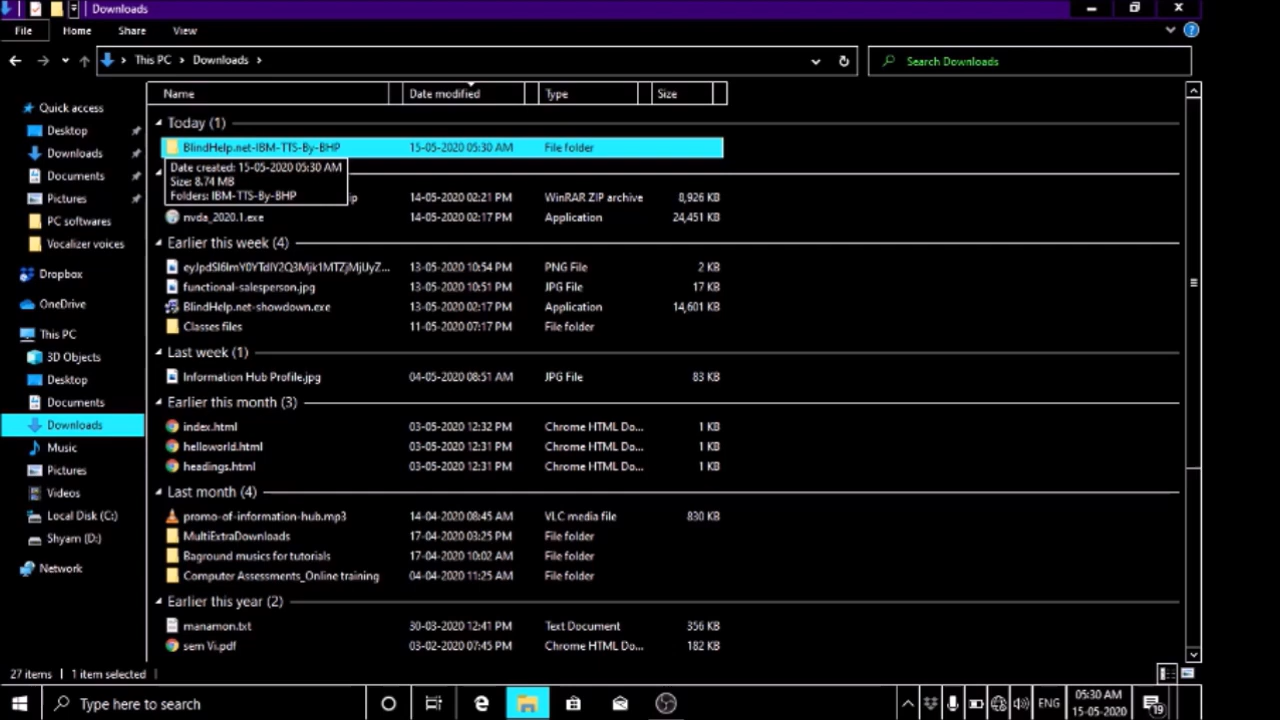 Downloads
File Home Share View
This PC > Downloads >
Search Downloads
Name Date modified Type Size
Quick access
Desktop
Downloads
Documents
Pictures
PC softwares
Vocalizer voices
Dropbox
OneDrive
This PC
3D Objects
Desktop
Documents
Downloads
Music
Pictures
Videos
Local Disk (C:)
Shyam (D:)
Network
Today (1)
BlindHelp.net-IBM-TTS-By-BHP 15-05-2020 05:30 AM File folder
Date created: 15-05-2020 05:30 AM
Size: 8.74 MB
Folders: IBM-TTS-By-BHP
ip 14-05-2020 02:21 PM WinRAR ZIP archive 8,926 KB
nvda_2020.1.exe 14-05-2020 02:17 PM Application 24,451 KB
Earlier this week (4)
13-05-2020 10:54 PM PNG File 2 KB
functional-salesperson.jpg 13-05-2020 10:51 PM JPG File 17 KB
BlindHelp.net-showdown.exe 13-05-2020 02:17 PM Application 14,601 KB
Classes files 11-05-2020 07:17 PM File folder
Last week (1)
Information Hub Profile.jpg 04-05-2020 08:51 AM JPG File 83 KB
Earlier this month (3)
index.html 03-05-2020 12:32 PM Chrome HTML Do... 1 KB
helloworld.html 03-05-2020 12:31 PM Chrome HTML Do... 1 KB
headings.html 03-05-2020 12:31 PM Chrome HTML Do... 1 KB
Last month (4)
promo-of-information-hub.mp3 14-04-2020 08:45 AM VLC media file 830 KB
MultiExtraDownloads 17-04-2020 03:25 PM File folder
Baground musics for tutorials 17-04-2020 10:02 AM File folder
Computer Assessments_Online training 04-04-2020 11:25 AM File folder
Earlier this year (2)
manamon.txt 30-03-2020 12:41 PM Text Document 356 KB
sem Vi.pdf 03-02-2020 07:45 PM Chrome HTML Do... 182 KB
27 items 1 item selected
Type here to search
ENG
05:30 AM
15-05-2020
19